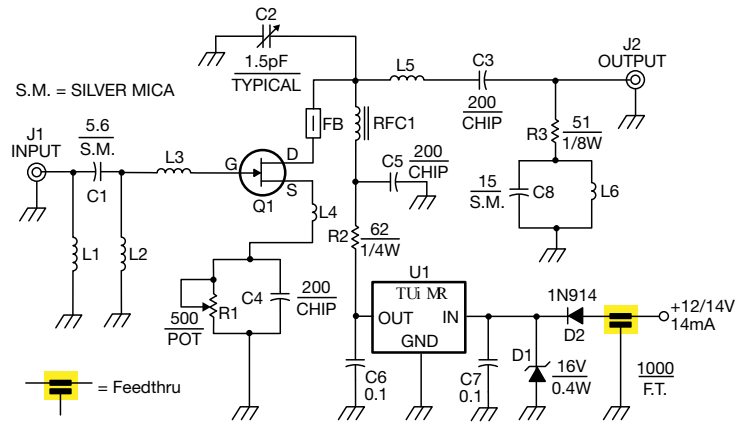 C2
1.5pF
TYPICAL
J2
OUTPUT
L5
C3
200
CHIP
S.M. = SILVER MICA
FB
RFC1
R3
51
1/8W
J1
INPUT
5.6
S.M.
C1
L3
G
D
S
Q1
C5
200
CHIP
15
S.M.
C8
L6
L4
L1
L2
R2
62
1/4W
U1
TUi MR
OUT
IN
GND
1N914
D2
+12/14V
14mA
500
POT
R1
C4
200
CHIP
C6
0.1
C7
0.1
D1
16V
0.4W
1000
F.T.
= Feedthru